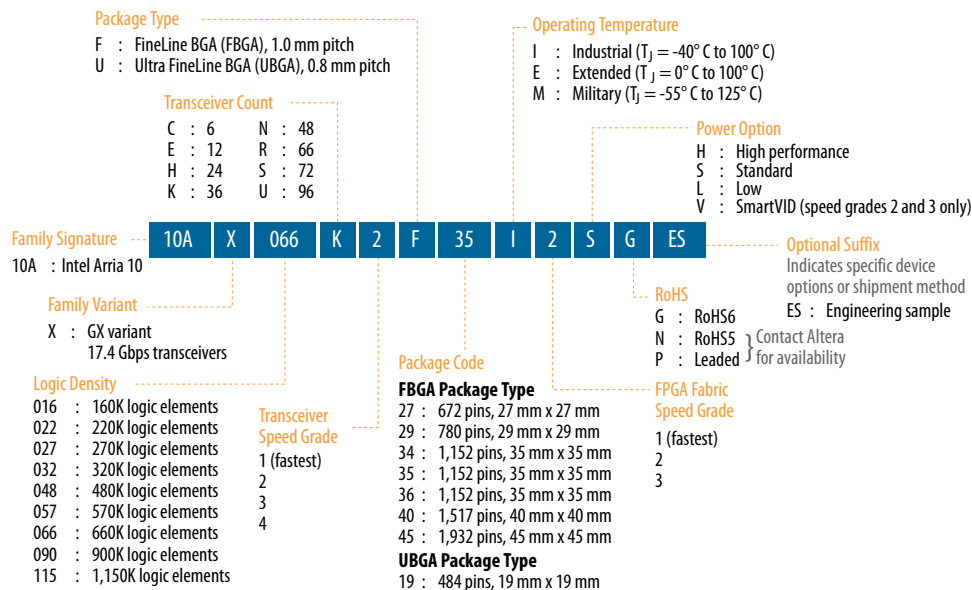 Package Type
F : FineLine BGA (FBGA), 1.0 mm pitch
U : Ultra FineLine BGA (UBGA), 0.8 mm pitch
Operating Temperature
I : Industrial (TJ = -40° C to 100° C)
E : Extended (TJ = 0° C to 100° C)
M : Military (TJ = -55° C to 125° C)
Transceiver Count
C : 6 N : 48
E : 12 R : 66
H : 24 S : 72
K : 36 U : 96
Power Option
H : High performance
S : Standard
L : Low
V : SmartVID (speed grades 2 and 3 only)
10A X 066 K 2 F 35 I 2 S G ES
Family Signature
10A : Intel Arria 10
Optional Suffix
Indicates specific device
options or shipment method
ES : Engineering sample
Family Variant
X : GX variant
17.4 Gbps transceivers
RoHS
G : RoHS6
N : RoHS5
P : Leaded
} Contact Altera
for availability
Logic Density
016 : 160K logic elements
022 : 220K logic elements
027 : 270K logic elements
032 : 320K logic elements
048 : 480K logic elements
057 : 570K logic elements
066 : 660K logic elements
090 : 900K logic elements
115 : 1,150K logic elements
Transceiver
Speed Grade
1 (fastest)
2
3
4
Package Code
FBGA Package Type
27 : 672 pins, 27 mm x 27 mm
29 : 780 pins, 29 mm x 29 mm
34 : 1,152 pins, 35 mm x 35 mm
35 : 1,152 pins, 35 mm x 35 mm
36 : 1,152 pins, 35 mm x 35 mm
40 : 1,517 pins, 40 mm x 40 mm
45 : 1,932 pins, 45 mm x 45 mm
UBGA Package Type
19 : 484 pins, 19 mm x 19 mm
FPGA Fabric
Speed Grade
1 (fastest)
2
3